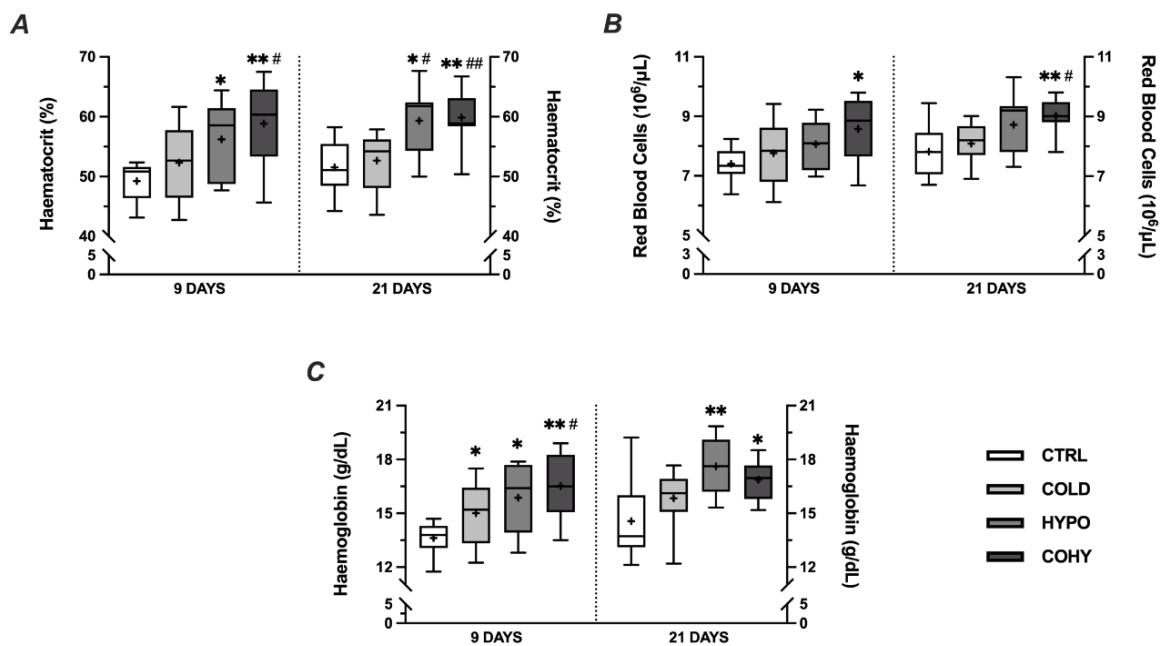 A
B
70
60
50
40
5
0
Haematocrit (%)
** #
*
* #
** ##
70
60
50
40
5
0
Haematocrit (%)
9 DAYS
21 DAYS
11
9
7
5
3
0
Red Blood Cells (10⁶/µL)
*
** #
11
9
7
5
3
0
Red Blood Cells (10⁶/µL)
9 DAYS
21 DAYS
C
21
18
15
12
5
0
Haemoglobin (g/dL)
*
*
** #
**
*
21
18
15
12
5
0
Haemoglobin (g/dL)
9 DAYS
21 DAYS
CTRL
COLD
HYPO
COHY